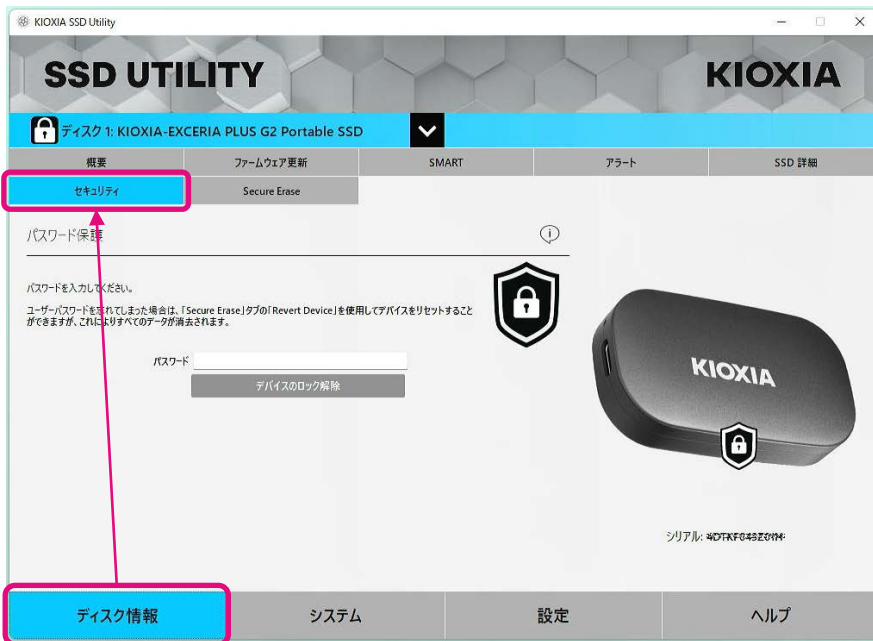 KIOXIA SSD Utility
SSD UTILITY
KIOXIA
ディスク 1: KIOXIA-EXCERIA PLUS G2 Portable SSD
概要
ファームウェア更新
SMART
アラート
SSD 詳細
セキュリティ
Secure Erase
パスワード保護
パスワードを入力してください。
ユーザーパスワードを忘れてしまった場合は、「Secure Erase」タブの「Revert Device」を使用してデバイスをリセットすること
ができますが、これによりすべてのデータが消去されます。
パスワード
デバイスのロック解除
KIOXIA
シリアル:
ディスク情報
システム
設定
ヘルプ